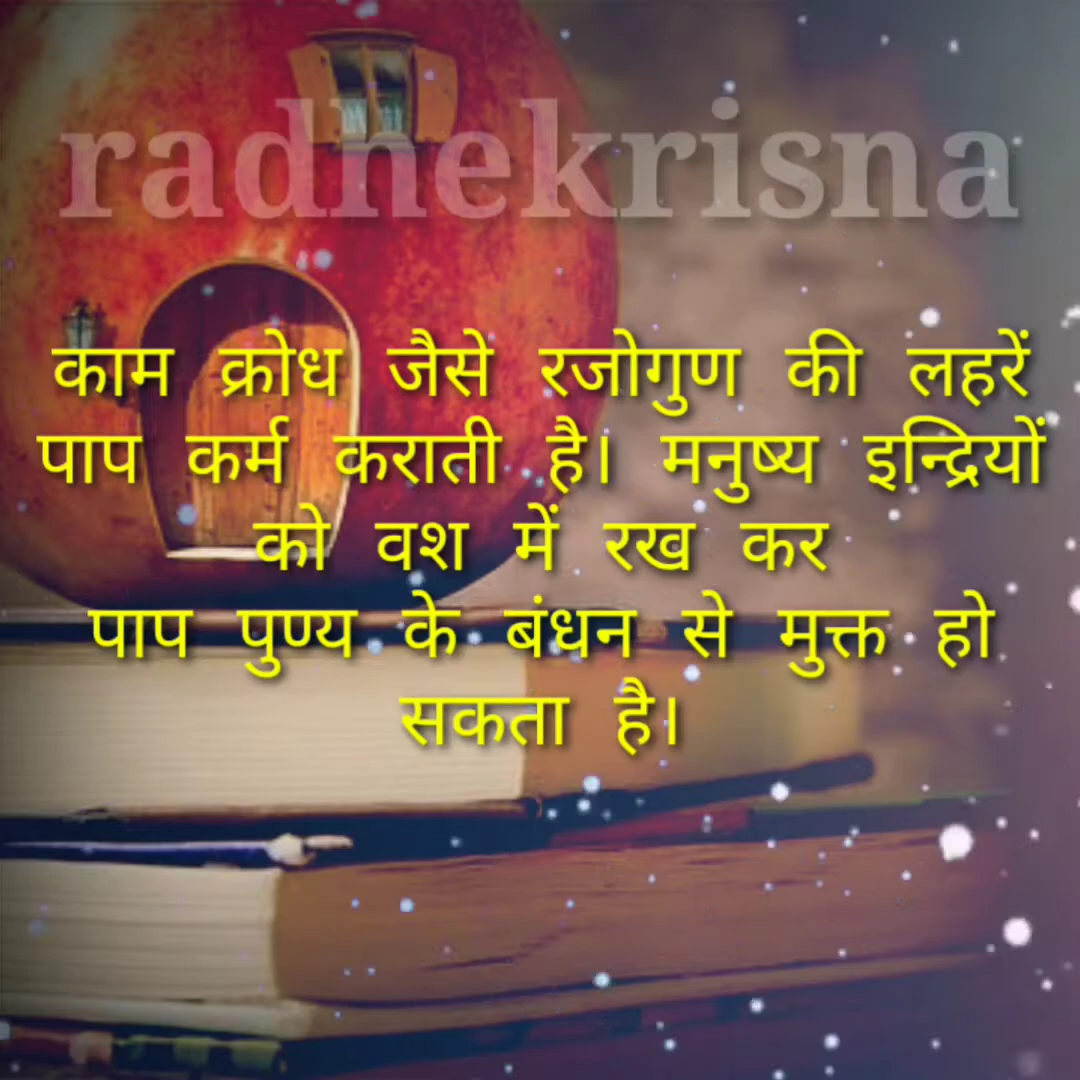 radhekrisna
काम क्रोध जैसे रजोगुण की लहरें
पाप कर्म कराती है। मनुष्य इन्द्रियों
को वश में रख कर
पाप पुण्य के बंधन से मुक्त हो
सकता है।